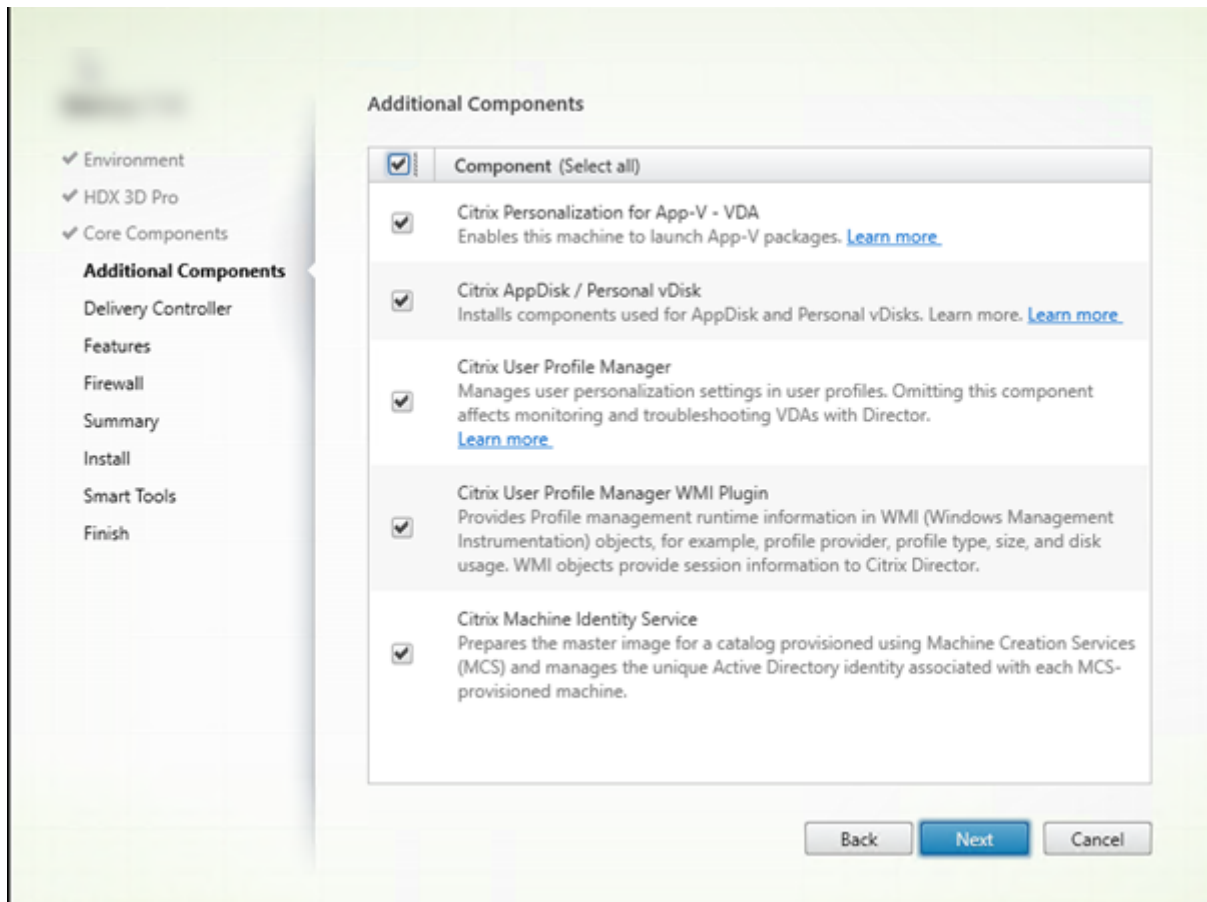 Environment
HDX 3D Pro
Core Components
Additional Components
Delivery Controller
Features
Firewall
Summary
Install
Smart Tools
Finish
Additional Components
Component (Select all)
Citrix Personalization for App-V - VDA
Enables this machine to launch App-V packages. Learn more
Citrix AppDisk / Personal vDisk
Installs components used for AppDisk and Personal vDisks. Learn more. Learn more
Citrix User Profile Manager
Manages user personalization settings in user profiles. Omitting this component
affects monitoring and troubleshooting VDAs with Director.
Learn more
Citrix User Profile Manager WMI Plugin
Provides Profile management runtime information in WMI (Windows Management
Instrumentation) objects, for example, profile provider, profile type, size, and disk
usage. WMI objects provide session information to Citrix Director.
Citrix Machine Identity Service
Prepares the master image for a catalog provisioned using Machine Creation Services
(MCS) and manages the unique Active Directory identity associated with each MCS-
provisioned machine.
Back Next Cancel